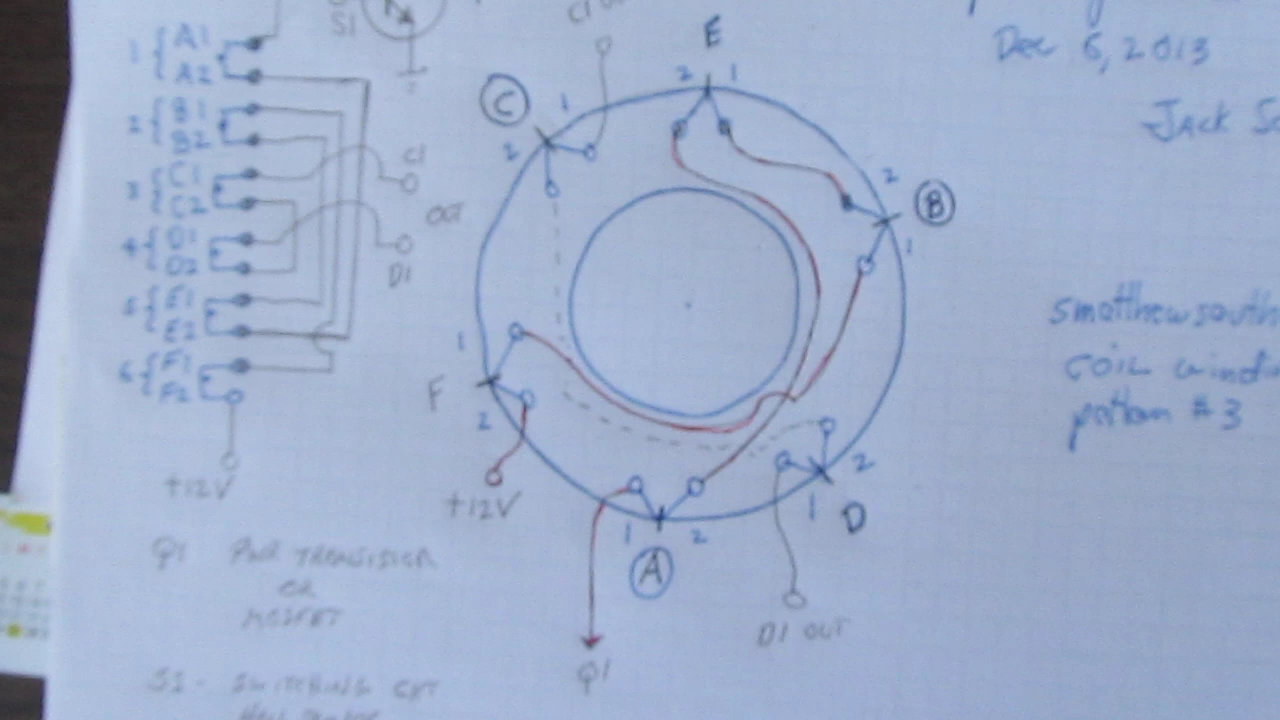 S1
C1
Dec 6, 2013
Jack
1 { A1
A2
2 { B1
B2
3 { C1
C2
4 { D1
D2
5 { E1
E2
6 { F1
F2
C1
OUT
D1
+12V
E
2 1
C
1
2
2
B
1
1
F
2
+12V
1 2
A
2
1 D
Q1
D1 OUT
smatthewsouth
coil
pattern #3
Q1 PWR TRANSISTOR
OR
MOSFET
S1 - SWITCHING CKT